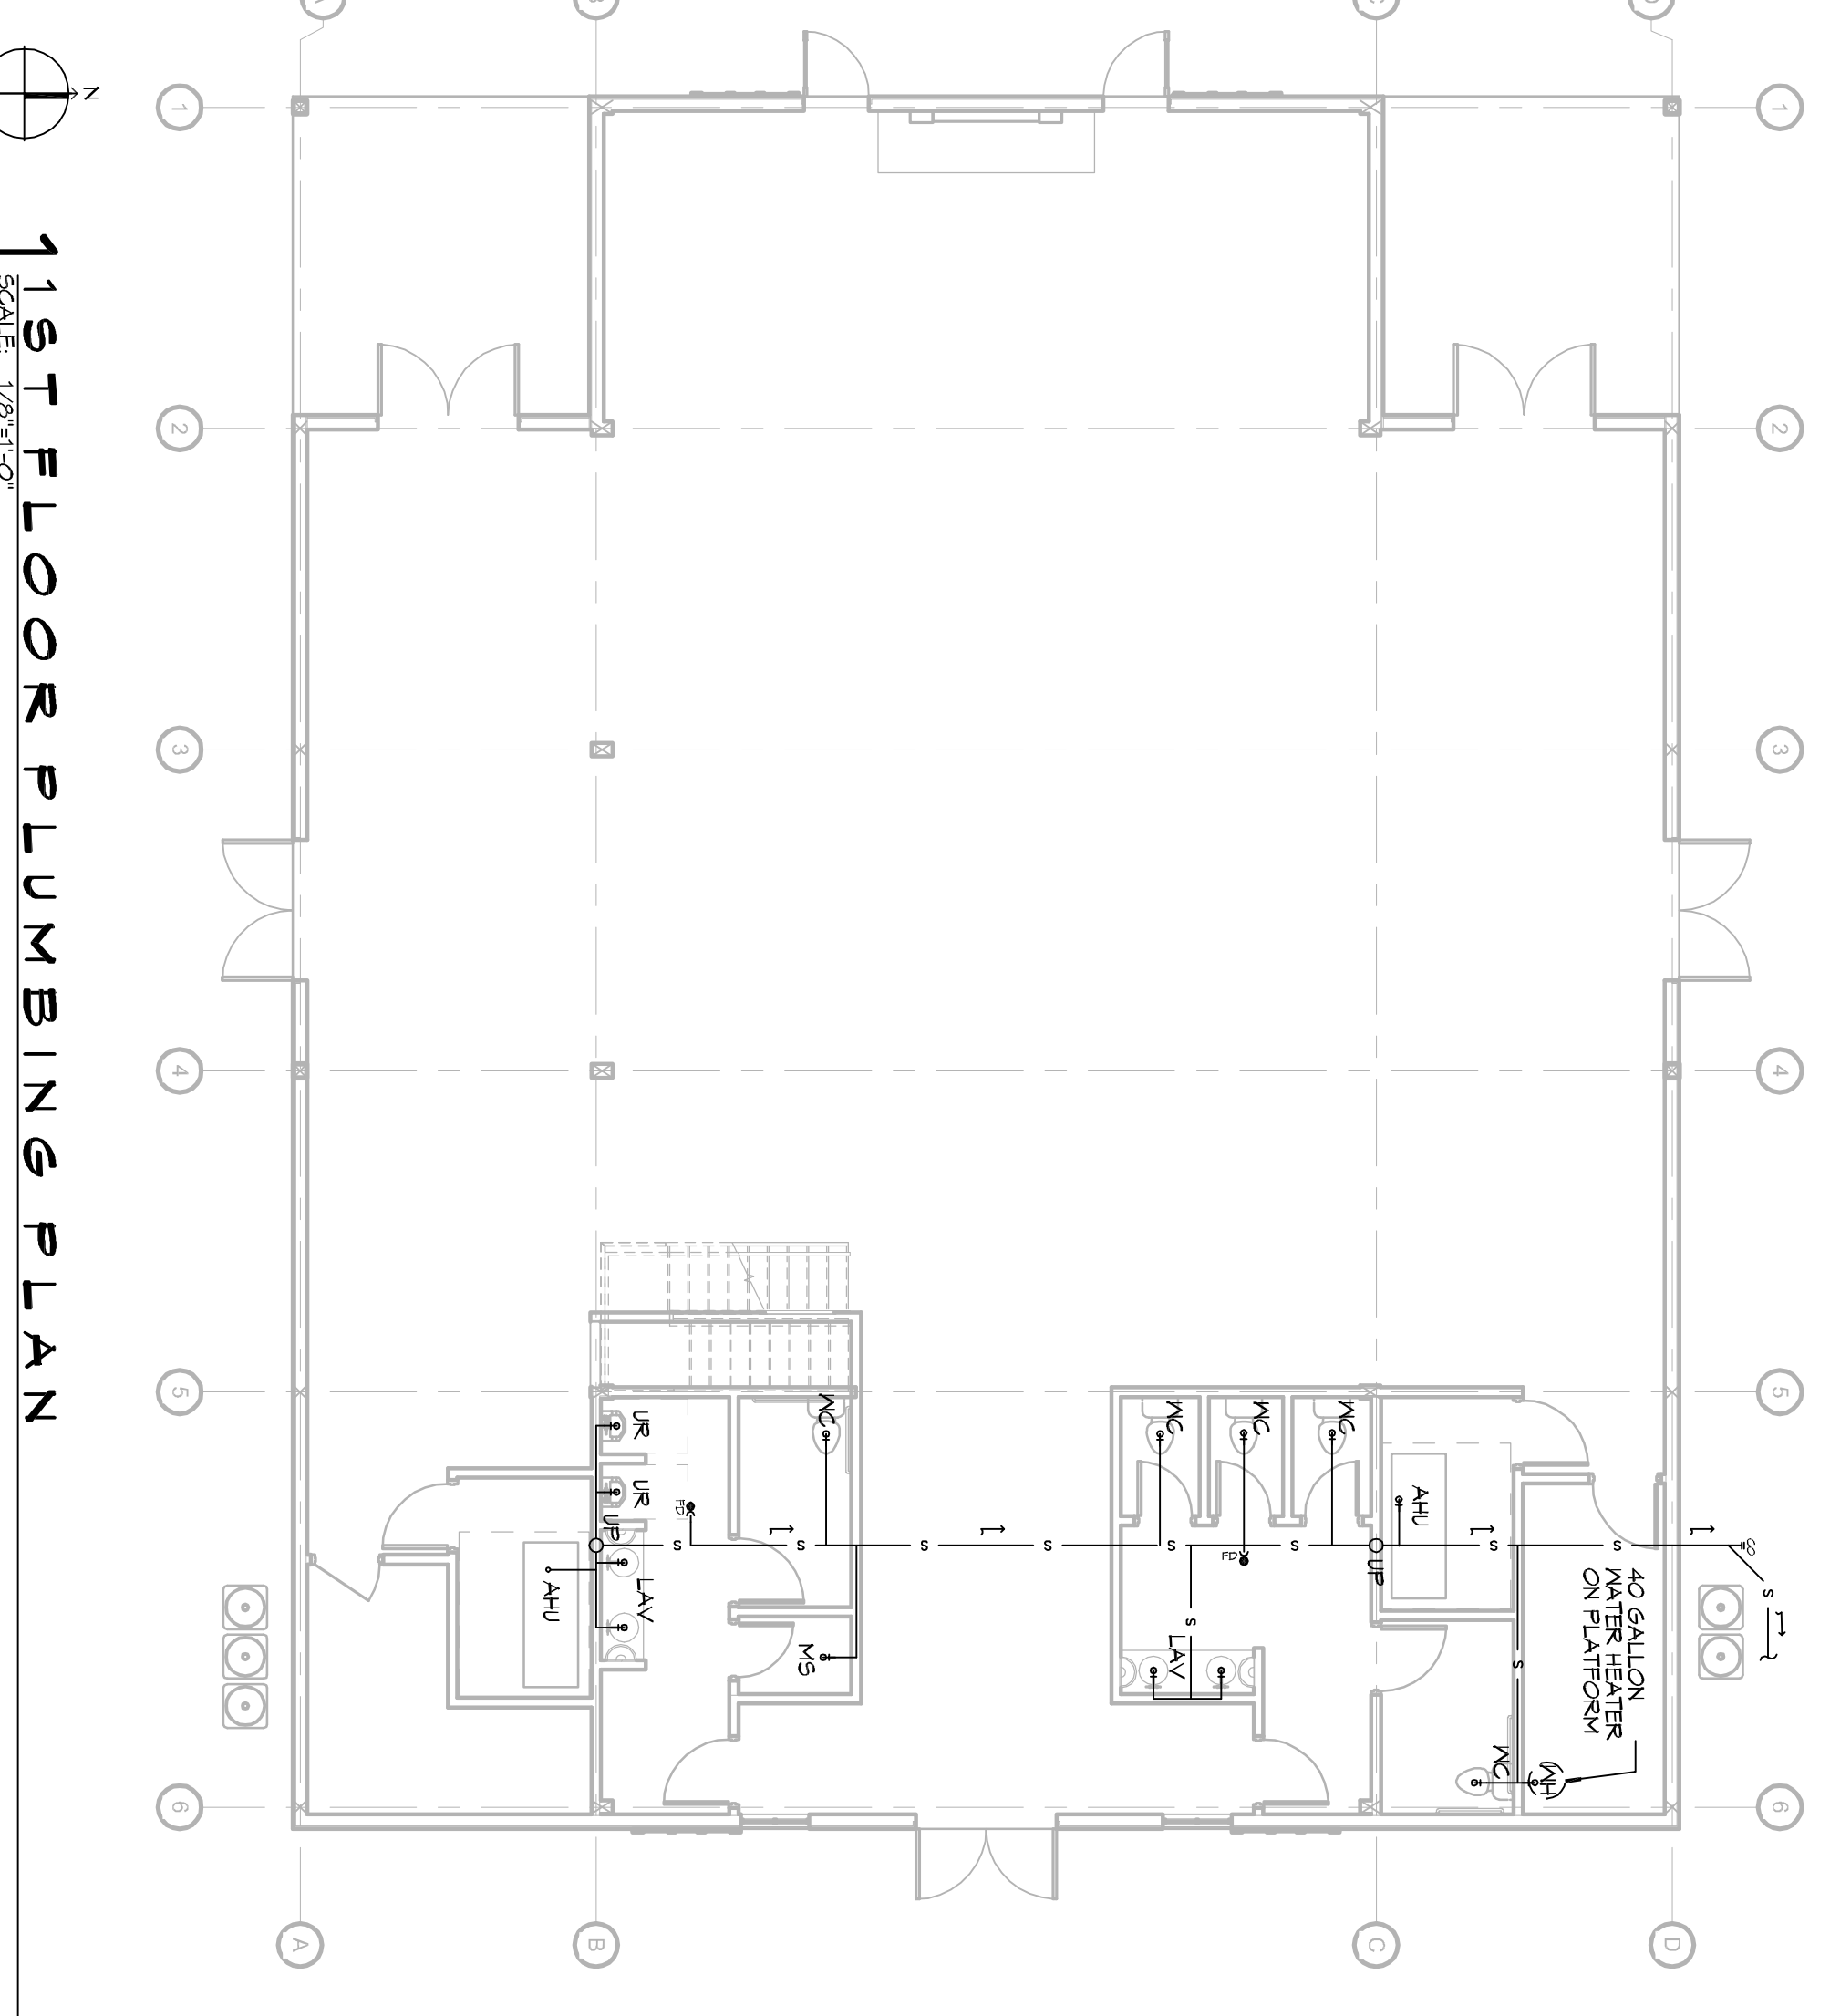 N
1
1ST FLOOR PLUMBING PLAN
SCALE: 1/8"=1'-0"
1
1
2
2
3
3
4
4
5
5
6
6
A
B
C
D
UR
UR
UP
AHU
LAV
FD
WC
MS
WC
WC
WC
FD
LAV
UP
AHU
WC
WH
40 GALLON
WATER HEATER
ON PLATFORM
CO
S
S
S
S
S
S
S
S
S
S
S